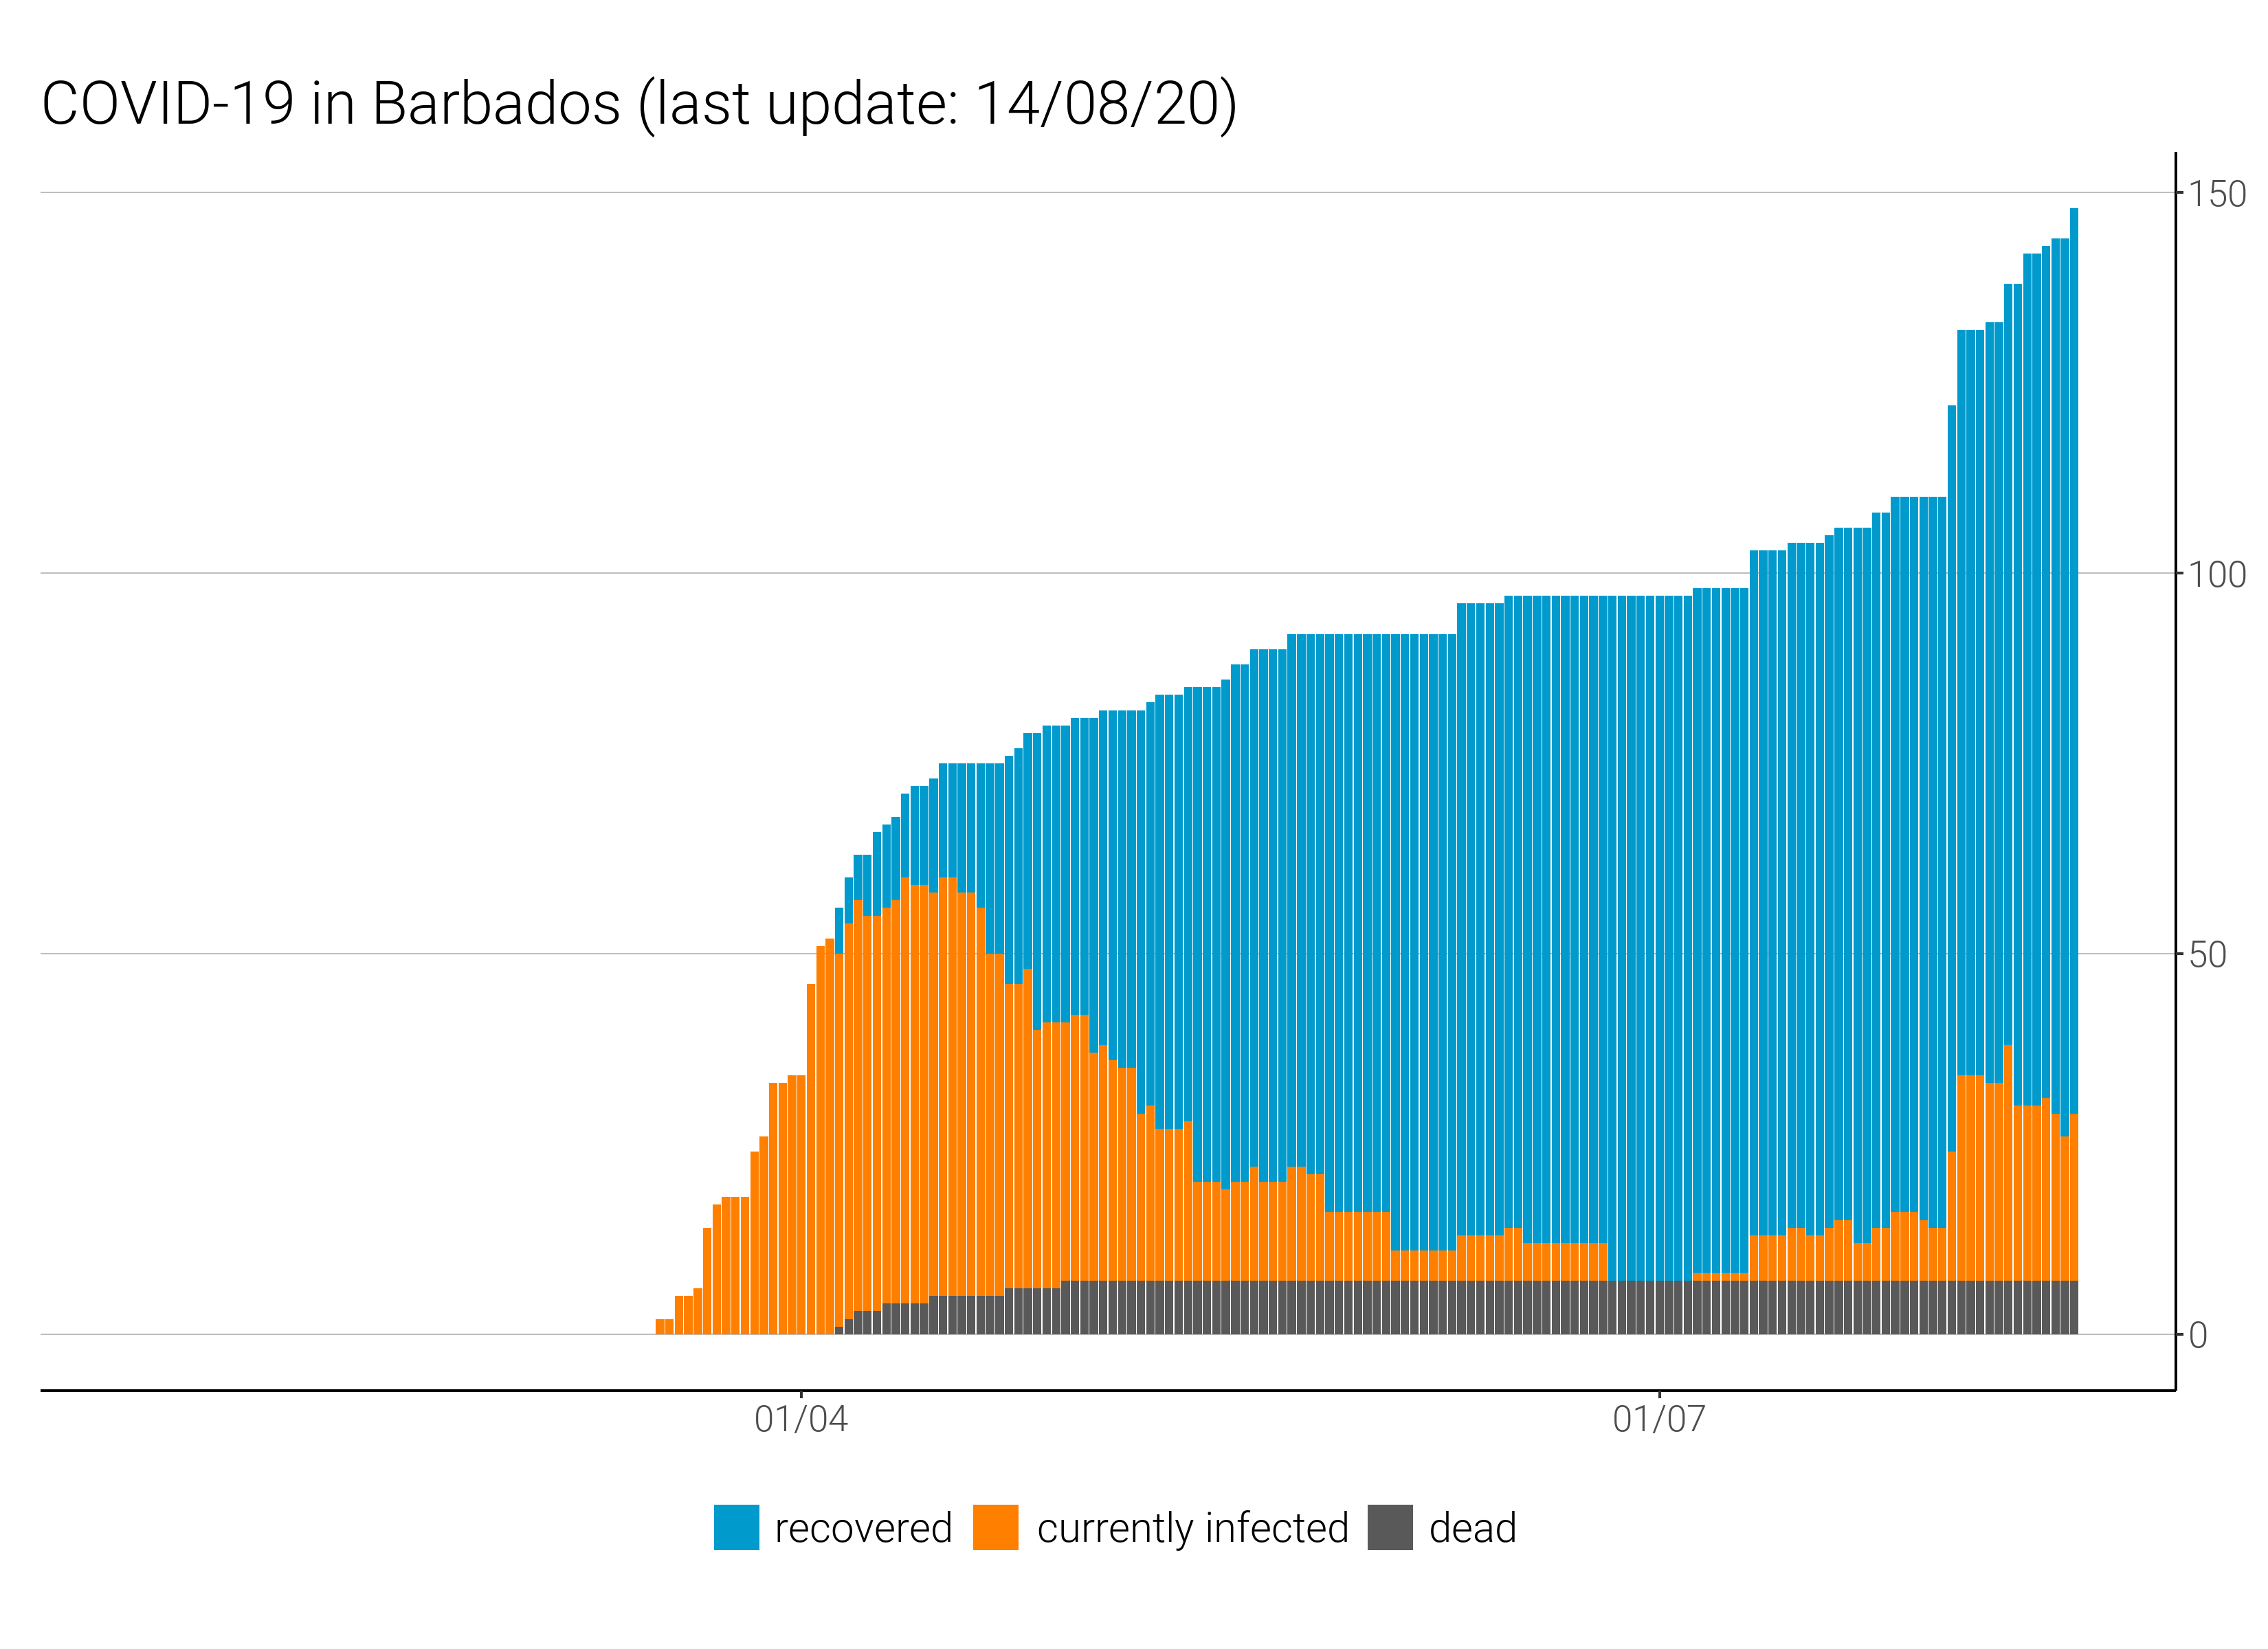 COVID-19 in Barbados (last update: 14/08/20)
150
100
50
0
01/04 01/07
recovered currently infected dead